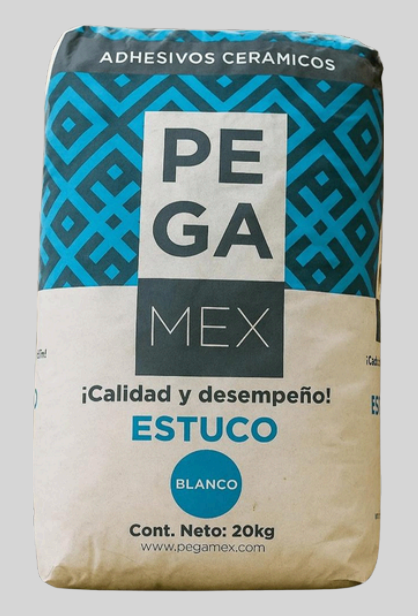 ADHESIVOS CERAMICOS
PE
GA
MEX
¡Calidad y desempeño!
ESTUCO
BLANCO
Cont. Neto: 20kg
www.pegamex.com